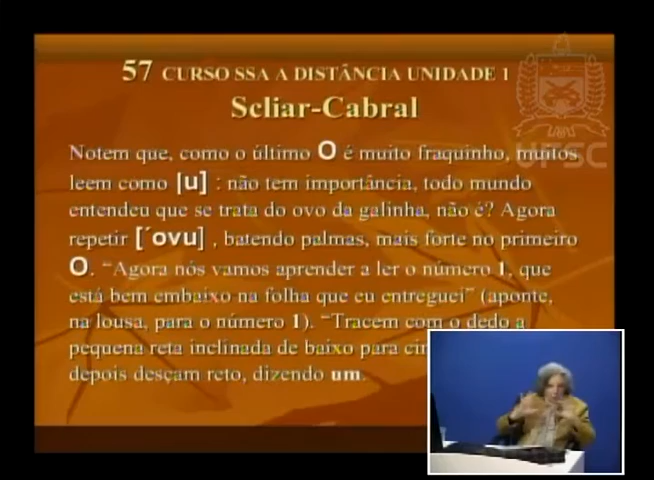 57 CURSO SSA A DISTÂNCIA UNIDADE 1
Scliar-Cabral
Notem que, como o último O é muito fraquinho, muitos
leem como [u] : não tem importância, todo mundo
entendeu que se trata do ovo da galinha, não é? Agora
repetir [´ovu] , batendo palmas, mais forte no primeiro
O. “Agora nós vamos aprender a ler o número 1, que
está bem embaixo na folha que eu entreguei” (aponte,
na lousa, para o número 1). “Tracem com o dedo a
pequena reta inclinada de baixo para
depois desçam reto, dizendo um.
UFSC